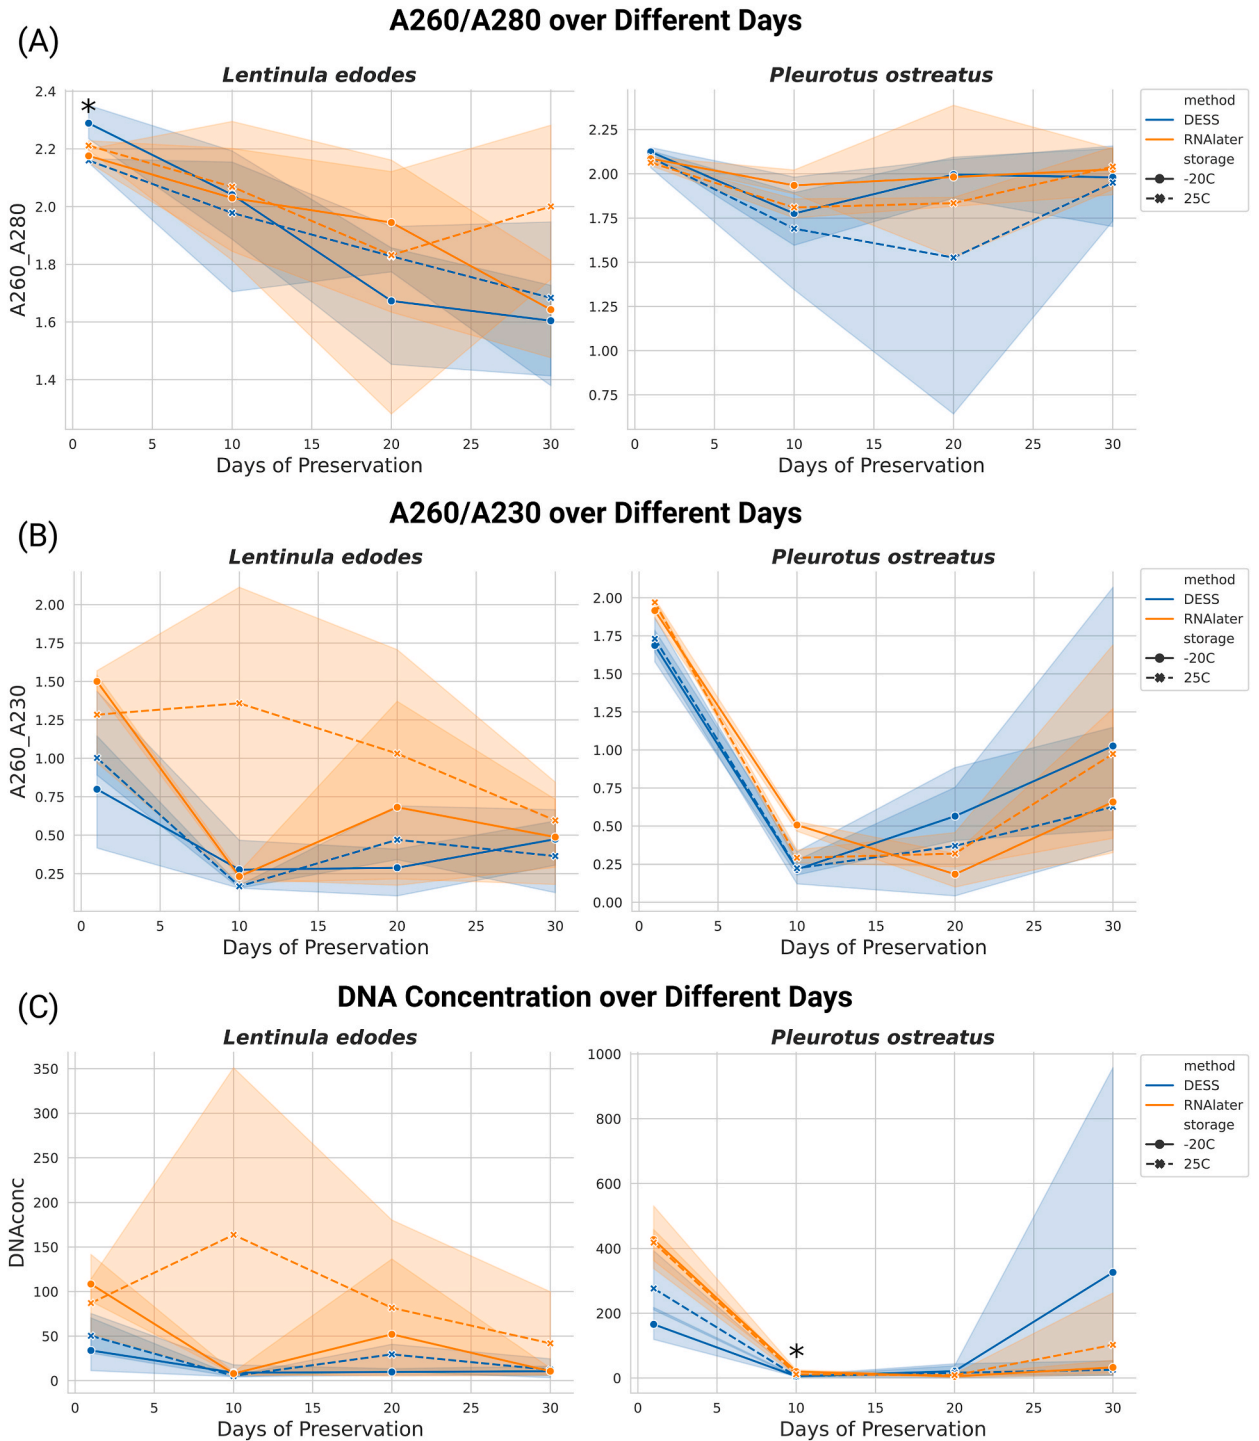 A260/A280 over Different Days
(A)
Lentinula edodes
Pleurotus ostreatus
A260_A280
2.4
2.2
2.0
1.8
1.6
1.4
*
0 5 10 15 20 25 30
Days of Preservation
2.25
2.00
1.75
1.50
1.25
1.00
0.75
0 5 10 15 20 25 30
Days of Preservation
method
DESS
RNAlater
storage
-20C
25C
A260/A230 over Different Days
(B)
Lentinula edodes
Pleurotus ostreatus
A260_A230
2.00
1.75
1.50
1.25
1.00
0.75
0.50
0.25
0 5 10 15 20 25 30
Days of Preservation
2.00
1.75
1.50
1.25
1.00
0.75
0.50
0.25
0.00
0 5 10 15 20 25 30
Days of Preservation
method
DESS
RNAlater
storage
-20C
25C
DNA Concentration over Different Days
(C)
Lentinula edodes
Pleurotus ostreatus
DNAconc
350
300
250
200
150
100
50
0
0 5 10 15 20 25 30
Days of Preservation
1000
800
600
400
200
0
*
0 5 10 15 20 25 30
Days of Preservation
method
DESS
RNAlater
storage
-20C
25C